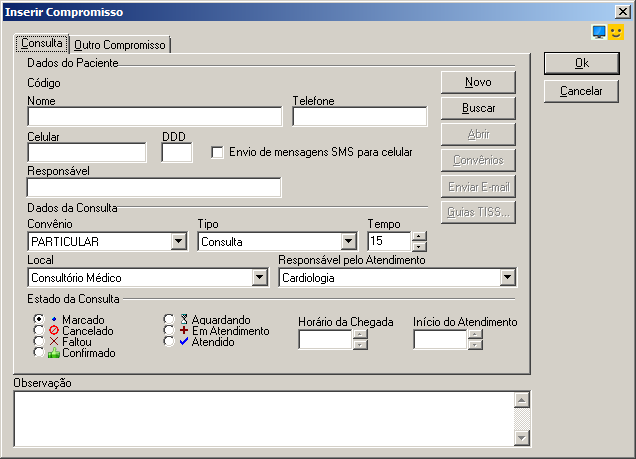 Inserir Compromisso
Consulta Outro Compromisso
Dados do Paciente
Ok
Código
Novo
Cancelar
Nome Telefone
Buscar
Celular DDD
Abrir
Envio de mensagens SMS para celular
Convênios
Responsável
Enviar E-mail
Dados da Consulta
Guias TISS...
Convênio Tipo Tempo
PARTICULAR Consulta 15
Local Responsável pelo Atendimento
Consultório Médico Cardiologia
Estado da Consulta
Marcado Aguardando Horário da Chegada Início do Atendimento
Cancelado Em Atendimento
Faltou Atendido
Confirmado
Observação